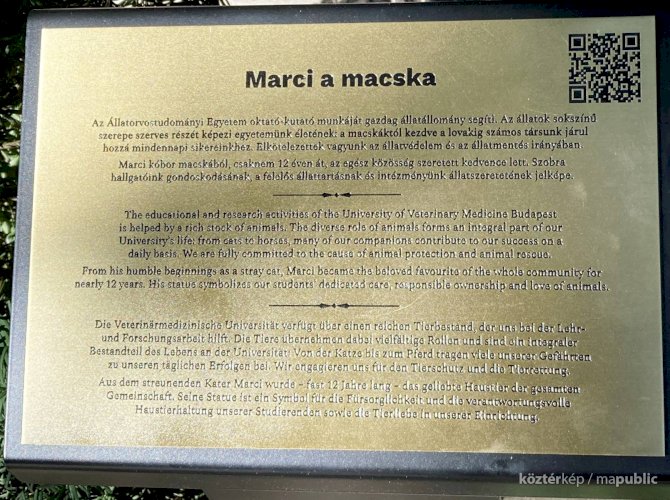 Marci a macska
Az Állatorvostudományi Egyetem oktató-kutató munkáját gazdag állatállomány segíti. Az állatok sokszínű
szerepe szerves részét képezi egyetemünk életének: a macskáktól kezdve a lovakig számos társunk járul
hozzá mindennapi sikereinkhez. Elkötelezettek vagyunk az állatvédelem és az állatmentés irányában.
Marci kóbor macskából, csaknem 12 éven át, az egész közösség szeretett kedvence lett. Szobra
hallgatóink gondoskodásának, a felelős állattartásnak és intézményünk állatszeretetének jelképe.
The educational and research activities of the University of Veterinary Medicine Budapest
is helped by a rich stock of animals. The diverse role of animals forms an integral part of our
University's life: from cats to horses, many of our companions contribute to our success on a
daily basis. We are fully committed to the cause of animal protection and animal rescue.
From his humble beginnings as a stray cat, Marci became the beloved favourite of the whole community for
nearly 12 years. His statue symbolizes our students' dedicated care, responsible ownership and love of animals.
Die Veterinärmedizinische Universität verfügt über einen reichen Tierbestand, der uns bei der Lehr-
und Forschungsarbeit hilft. Die Tiere übernehmen dabei vielfältige Rollen und sind ein integraler
Bestandteil des Lebens an der Universität: Von der Katze bis zum Pferd tragen viele unserer Gefährten
zu unseren täglichen Erfolgen bei. Wir engagieren uns für den Tierschutz und die Tierrettung.
Aus dem streunenden Kater Marci wurde – fast 12 Jahre lang – das geliebte Haustier der gesamten
Gemeinschaft. Seine Statue ist ein Symbol für die Fürsorglichkeit und die verantwortungsvolle
Haustierhaltung unserer Studierenden sowie die Tierliebe in unserer Einrichtung.
köztérkép / mapublic